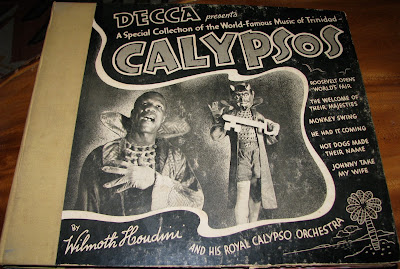 DECCA presents
A Special Collection of the World-Famous Music of Trinidad
CALYPSOS
ROOSEVELT OPENS
WORLD'S FAIR
THE WELCOME OF
THEIR MAJESTIES
MONKEY SWING
HE HAD IT COMING
HOT DOGS MADE
THEIR NAME
JOHNNY TAKE
MY WIFE
BY
Wilmoth Houdini
AND HIS ROYAL CALYPSO ORCHESTRA